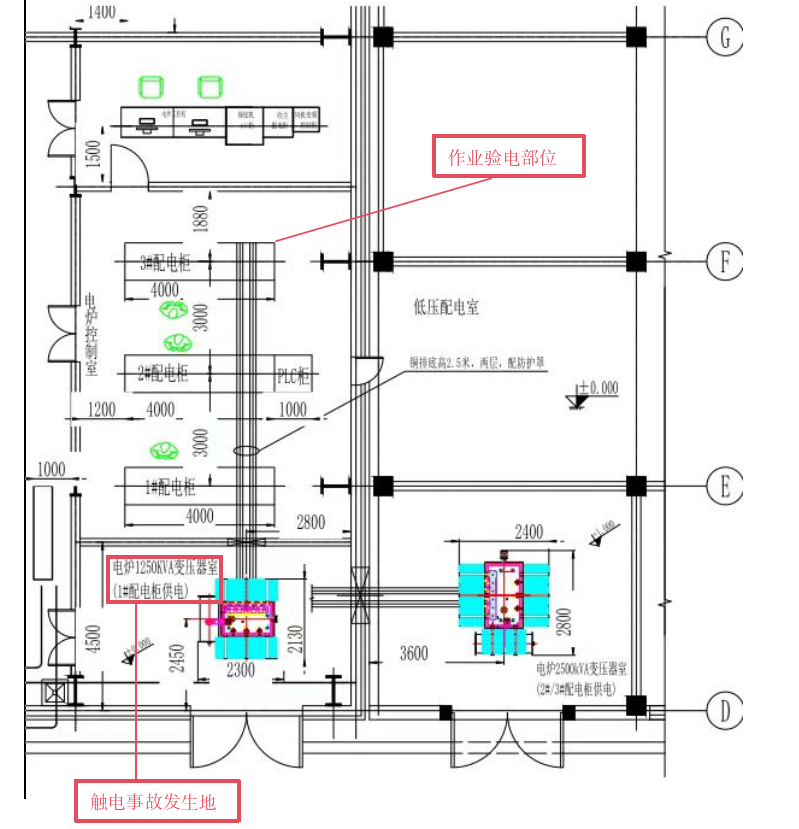 1400
G
1500
作业验电部位
1880
3#配电柜
F
4000
电炉控制室
3000
低压配电室
铜排底高2.5米，两层，配防护罩
2#配电柜
PLC柜
±0.000
1200
4000
1000
3000
1000
1#配电柜
E
4000
2800
2400
电炉1250KVA变压器室
(1#配电柜供电)
2800
4500
±0.000
2450
2300
2130
3600
电炉2500kVA变压器室
(2#/3#配电柜供电)
D
触电事故发生地